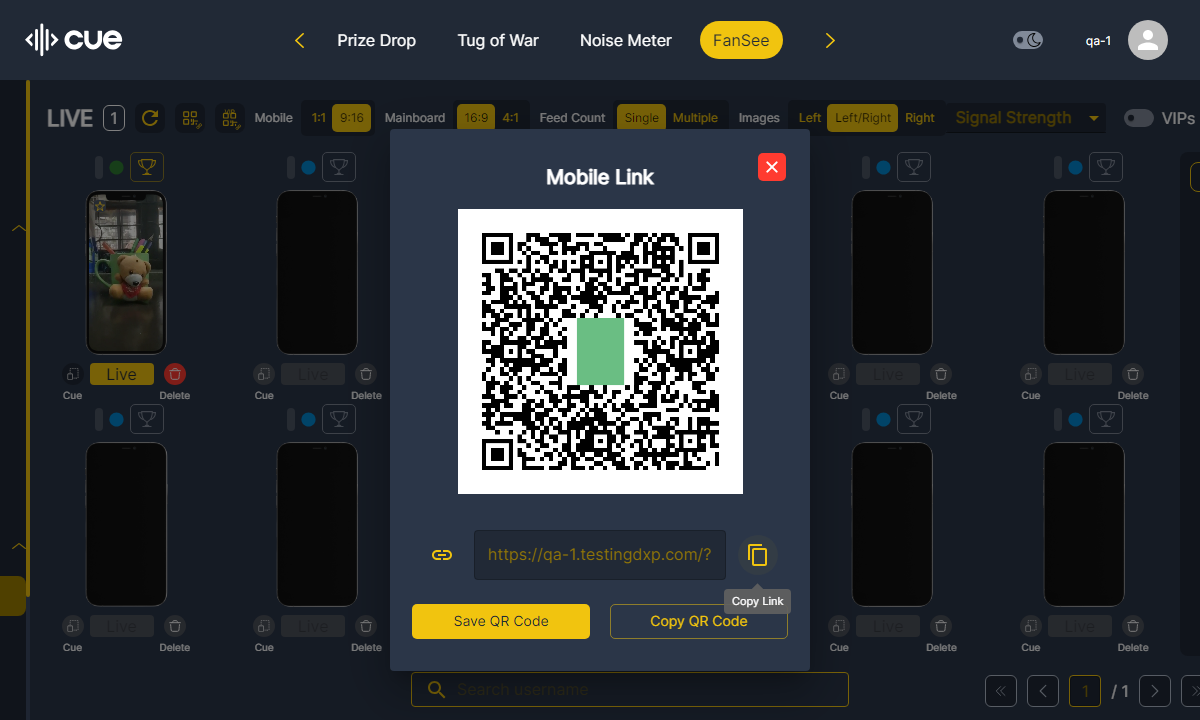 cue
Prize Drop
Tug of War
Noise Meter
FanSee
qa-1
LIVE 1
Mobile 1:1 9:16 Mainboard 16:9 4:1 Feed Count Single Multiple Images Left Left/Right Right Signal Strength VIPs
Mobile Link
Live Live Live Live
Cue Delete Cue Delete Cue Delete Cue Delete
https://qa-1.testingdxp.com/?
Copy Link
Save QR Code Copy QR Code
Live Live Live Live
Cue Delete Cue Delete Cue Delete Cue Delete
Search username
1 / 1